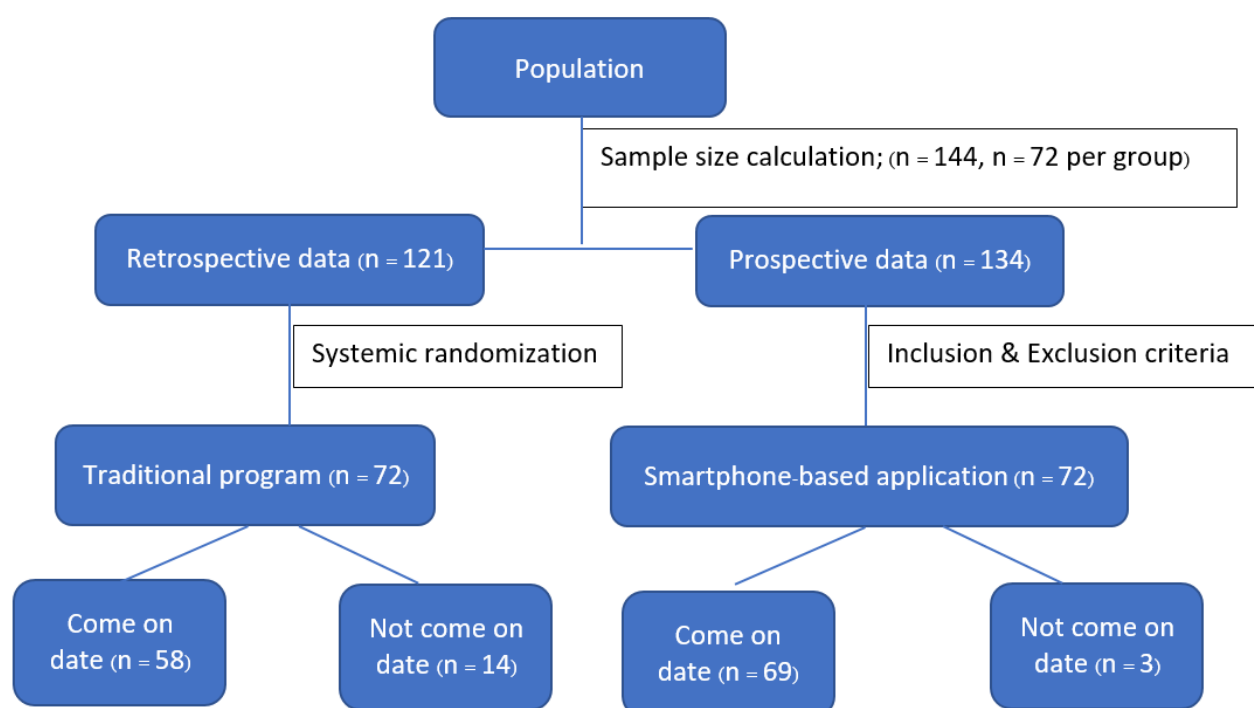 Population
Sample size calculation; (n = 144, n = 72 per group)
Retrospective data (n = 121)
Prospective data (n = 134)
Systemic randomization
Inclusion & Exclusion criteria
Traditional program (n = 72)
Smartphone-based application (n = 72)
Come on
date (n = 58)
Not come on
date (n = 14)
Come on
date (n = 69)
Not come on
date (n = 3)